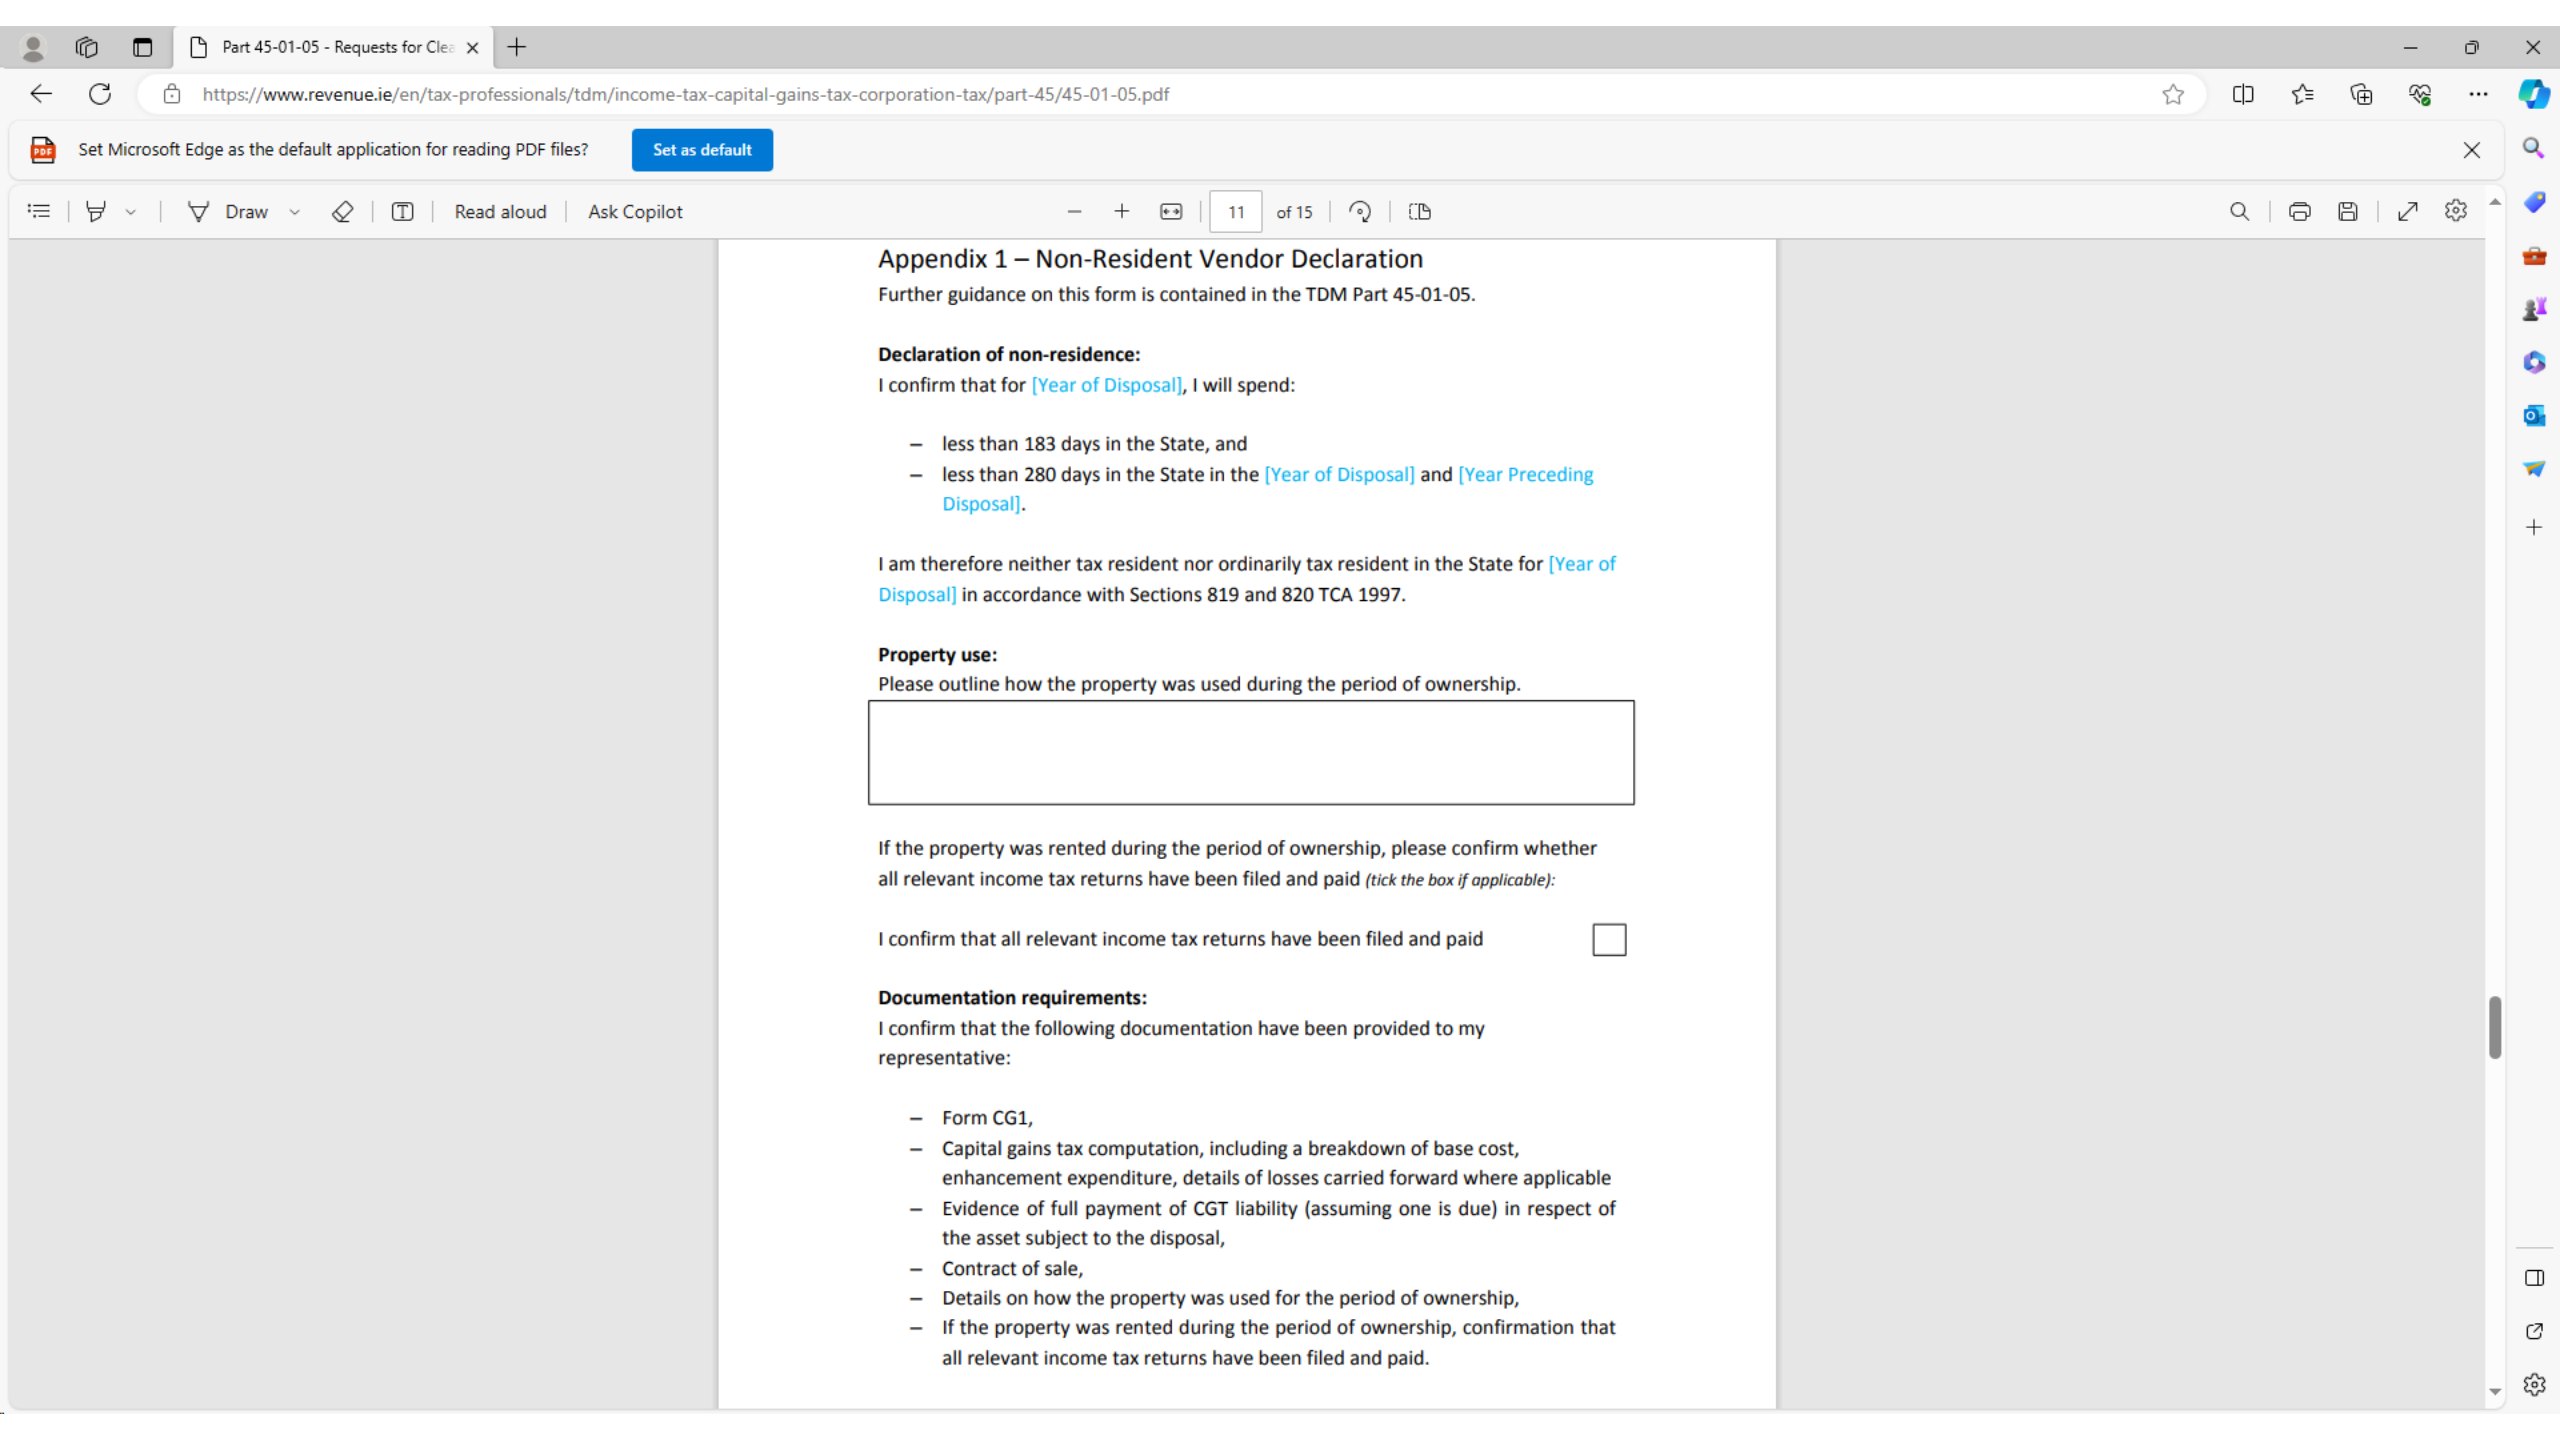 Part 45-01-05 - Requests for Clea
https://www.revenue.ie/en/tax-professionals/tdm/income-tax-capital-gains-tax-corporation-tax/part-45/45-01-05.pdf
PDF
Set Microsoft Edge as the default application for reading PDF files?
Set as default
Draw
Read aloud
Ask Copilot
11 of 15
Appendix 1 – Non-Resident Vendor Declaration
Further guidance on this form is contained in the TDM Part 45-01-05.
Declaration of non-residence:
I confirm that for [Year of Disposal], I will spend:
– less than 183 days in the State, and
– less than 280 days in the State in the [Year of Disposal] and [Year Preceding
Disposal].
I am therefore neither tax resident nor ordinarily tax resident in the State for [Year of
Disposal] in accordance with Sections 819 and 820 TCA 1997.
Property use:
Please outline how the property was used during the period of ownership.
If the property was rented during the period of ownership, please confirm whether
all relevant income tax returns have been filed and paid (tick the box if applicable):
I confirm that all relevant income tax returns have been filed and paid
Documentation requirements:
I confirm that the following documentation have been provided to my
representative:
– Form CG1,
– Capital gains tax computation, including a breakdown of base cost,
enhancement expenditure, details of losses carried forward where applicable
– Evidence of full payment of CGT liability (assuming one is due) in respect of
the asset subject to the disposal,
– Contract of sale,
– Details on how the property was used for the period of ownership,
– If the property was rented during the period of ownership, confirmation that
all relevant income tax returns have been filed and paid.